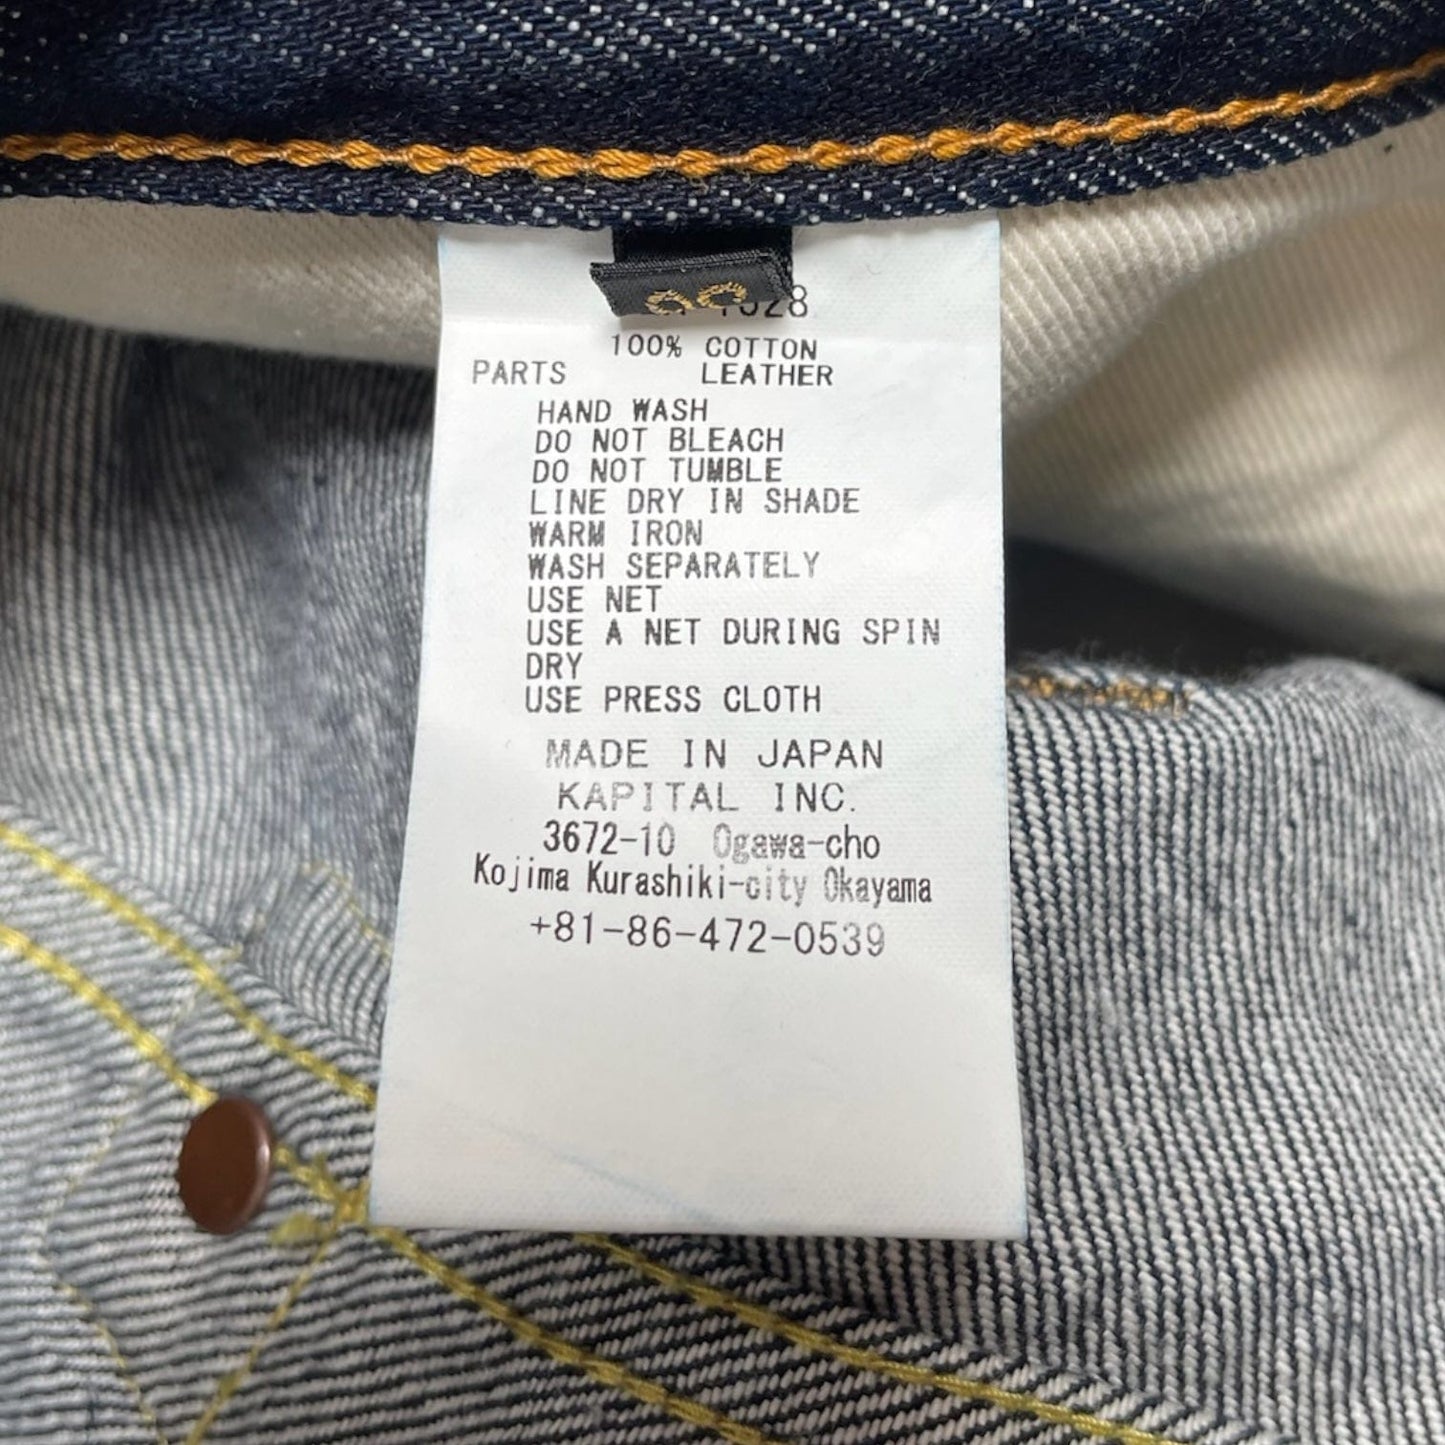 100% COTTON
PARTS LEATHER
HAND WASH
DO NOT BLEACH
DO NOT TUMBLE
LINE DRY IN SHADE
WARM IRON
WASH SEPARATELY
USE NET
USE A NET DURING SPIN
DRY
USE PRESS CLOTH
MADE IN JAPAN
KAPITAL INC.
3672-10 Ogawa-cho
Kojima Kurashiki-city Okayama
+81-86-472-0539